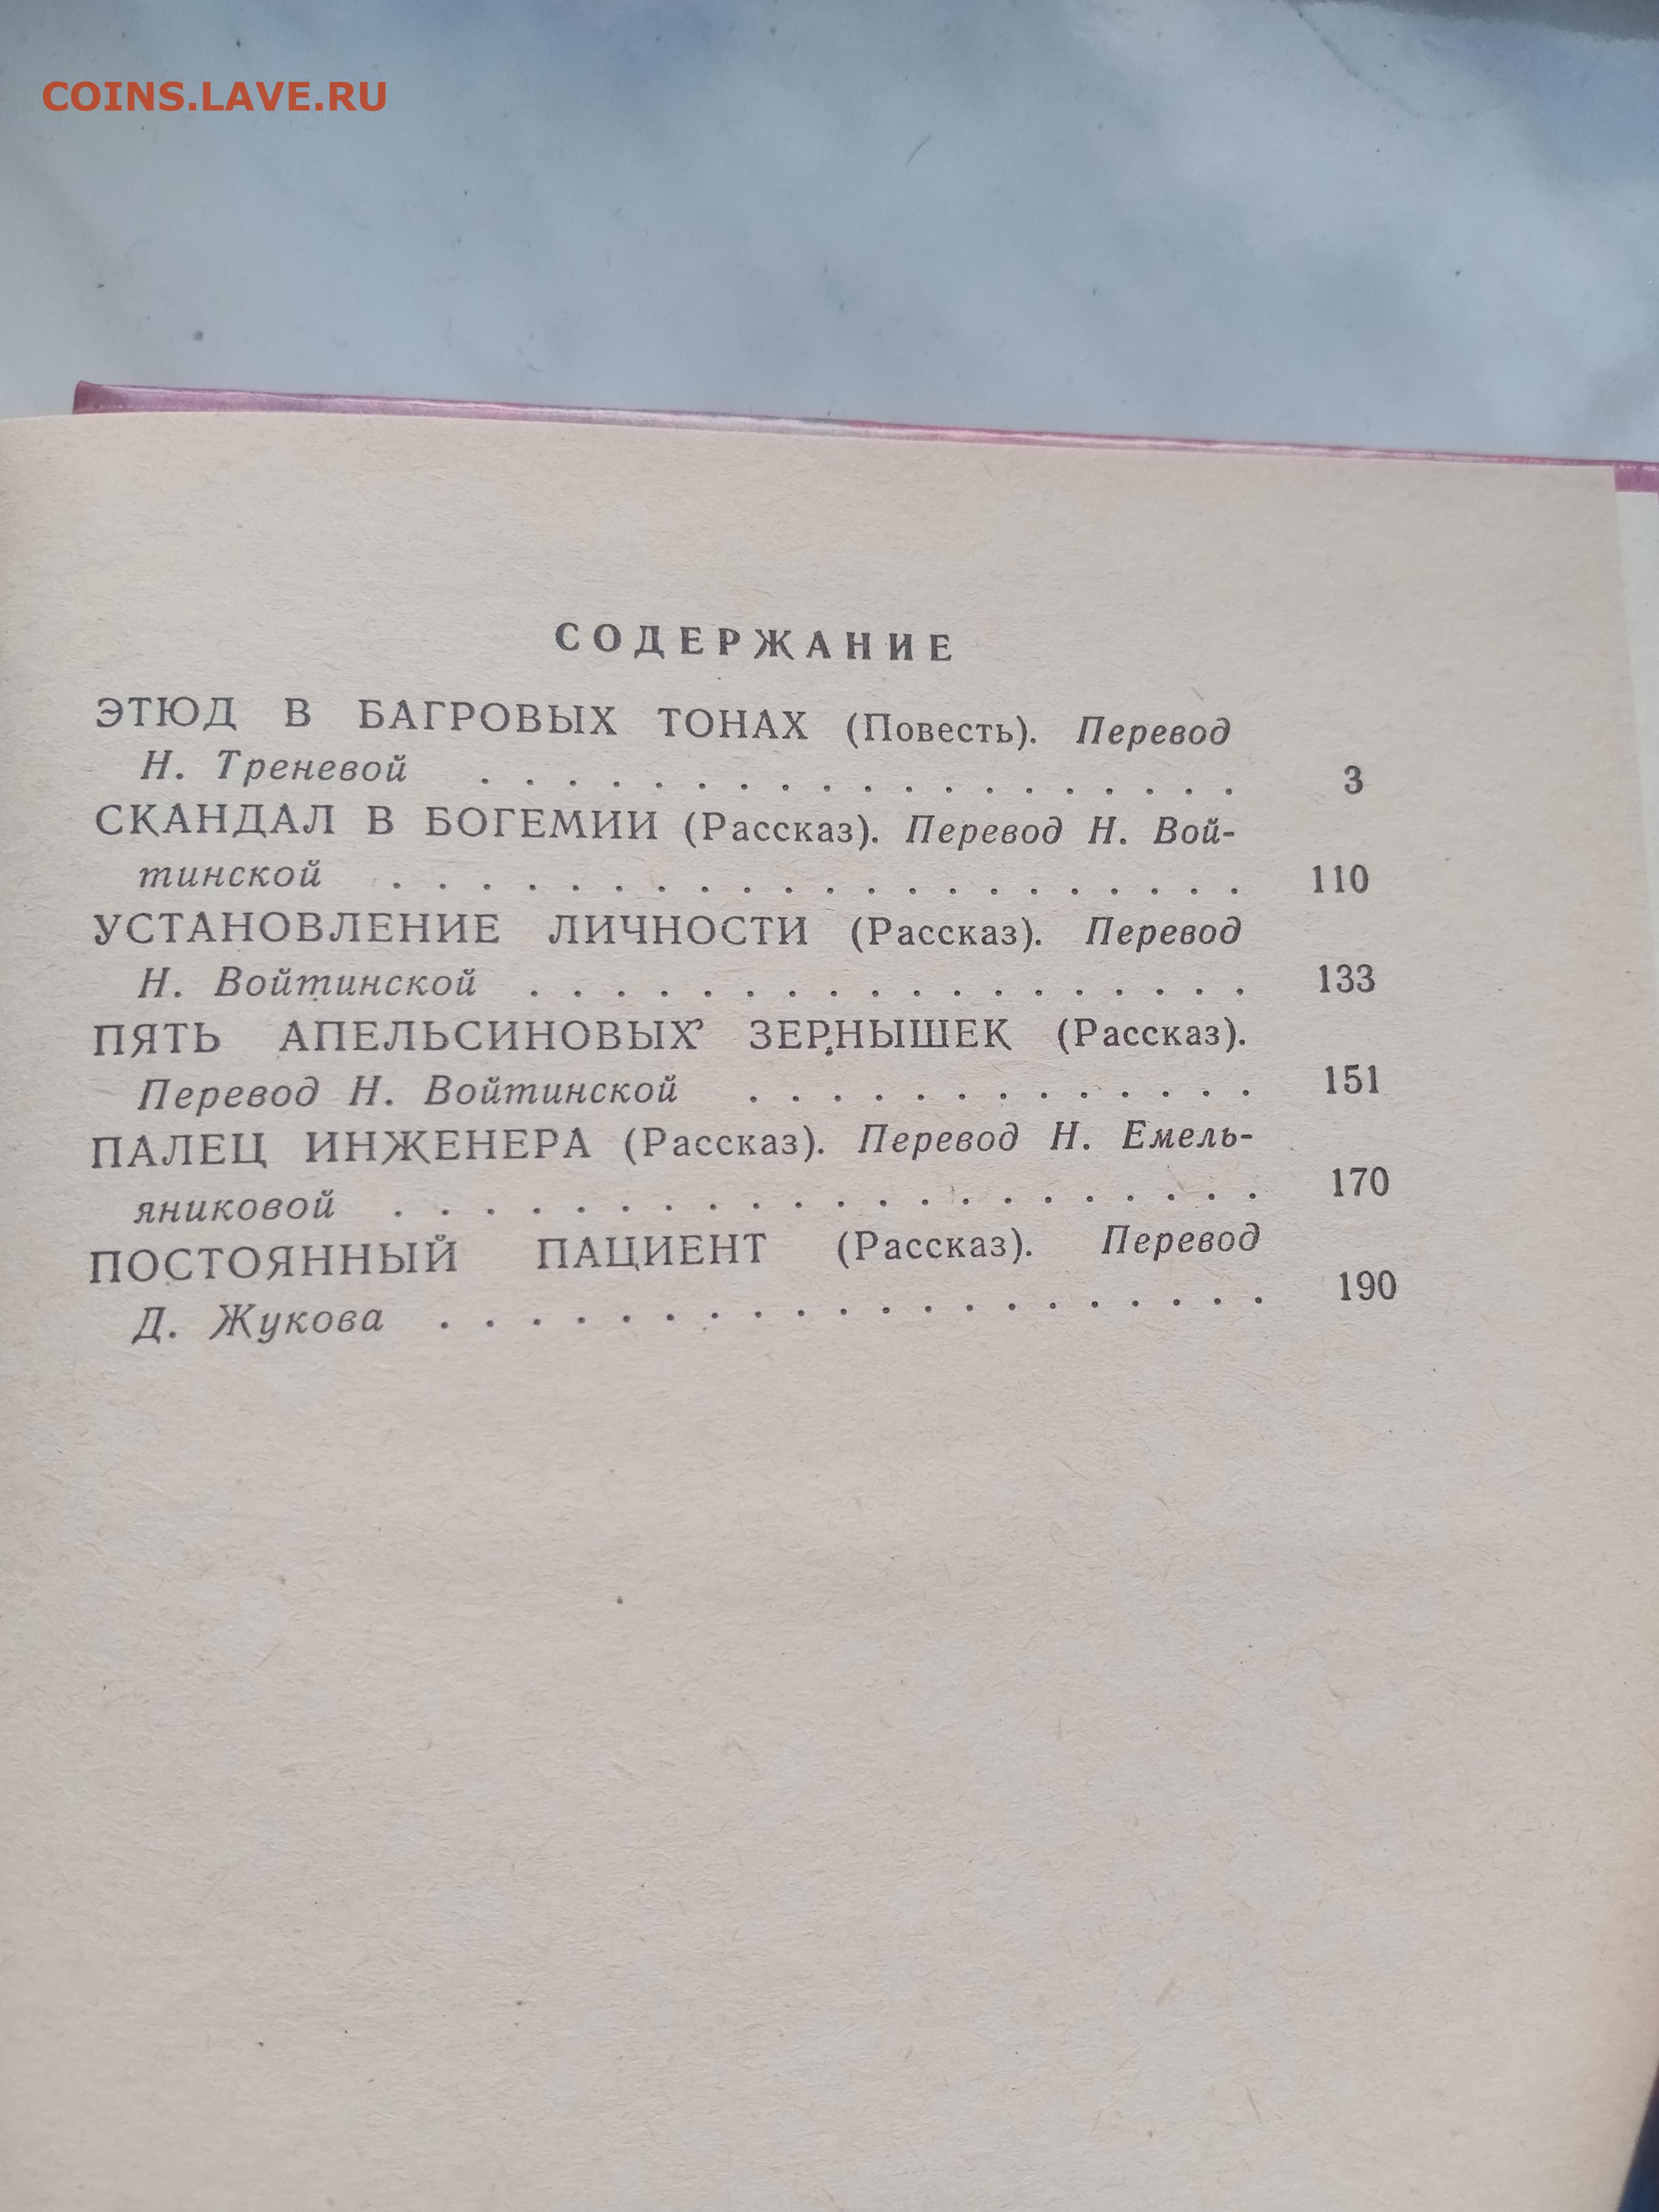 COINS.LAVE.RU
СОДЕРЖАНИЕ
ЭТЮД В БАГРОВЫХ ТОНАХ (Повесть). Перевод
Н. Треневой . . . . . . . . . . . . . . . . . . . 3
СКАНДАЛ В БОГЕМИИ (Рассказ). Перевод Н. Вой-
тинской . . . . . . . . . . . . . . . . . . . . . 110
УСТАНОВЛЕНИЕ ЛИЧНОСТИ (Рассказ). Перевод
Н. Войтинской . . . . . . . . . . . . . . . . . . 133
ПЯТЬ АПЕЛЬСИНОВЫХ ЗЕРНЫШЕК (Рассказ).
Перевод Н. Войтинской . . . . . . . . . . . . . 151
ПАЛЕЦ ИНЖЕНЕРА (Рассказ). Перевод Н. Емель-
яниковой . . . . . . . . . . . . . . . . . . . . . 170
ПОСТОЯННЫЙ ПАЦИЕНТ (Рассказ). Перевод
Д. Жукова . . . . . . . . . . . . . . . . . . . . 190